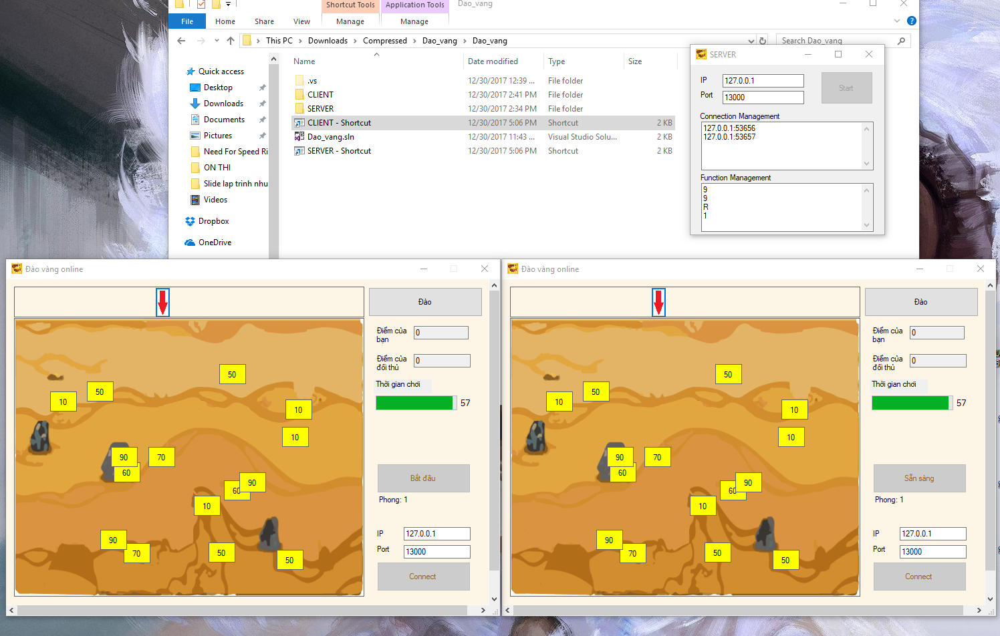 Shortcut Tools
Application Tools
Dao_vang
File
Home
Share
View
Manage
Manage
This PC
Downloads
Compressed
Dao_vang
Dao_vang
Search Dao_vang
Quick access
Desktop
Downloads
Documents
Pictures
Need For Speed Ri
ON THI
Slide lap trinh nhu
Videos
Dropbox
OneDrive
Name
Date modified
Type
Size
.vs
12/30/2017 12:39 ...
File folder
CLIENT
12/30/2017 2:41 PM
File folder
SERVER
12/30/2017 2:34 PM
File folder
CLIENT - Shortcut
12/30/2017 5:06 PM
Shortcut
2 KB
Dao_vang.sln
12/30/2017 11:43 ...
Visual Studio Solu...
2 KB
SERVER - Shortcut
12/30/2017 5:06 PM
Shortcut
2 KB
SERVER
IP
127.0.0.1
Start
Port
13000
Connection Management
127.0.0.1:53656
127.0.0.1:53657
Function Management
9
9
R
1
Đào vàng online
Đào
Điểm của
bạn
0
Điểm của
đối thủ
0
Thời gian chơi
57
50
50
10
10
10
90
70
60
90
60
10
90
70
50
50
Bắt đầu
Phong: 1
IP
127.0.0.1
Port
13000
Connect
Đào vàng online
Đào
Điểm của
bạn
0
Điểm của
đối thủ
0
Thời gian chơi
57
50
50
10
10
10
90
70
60
90
60
10
90
70
50
50
Sẵn sàng
Phong: 1
IP
127.0.0.1
Port
13000
Connect